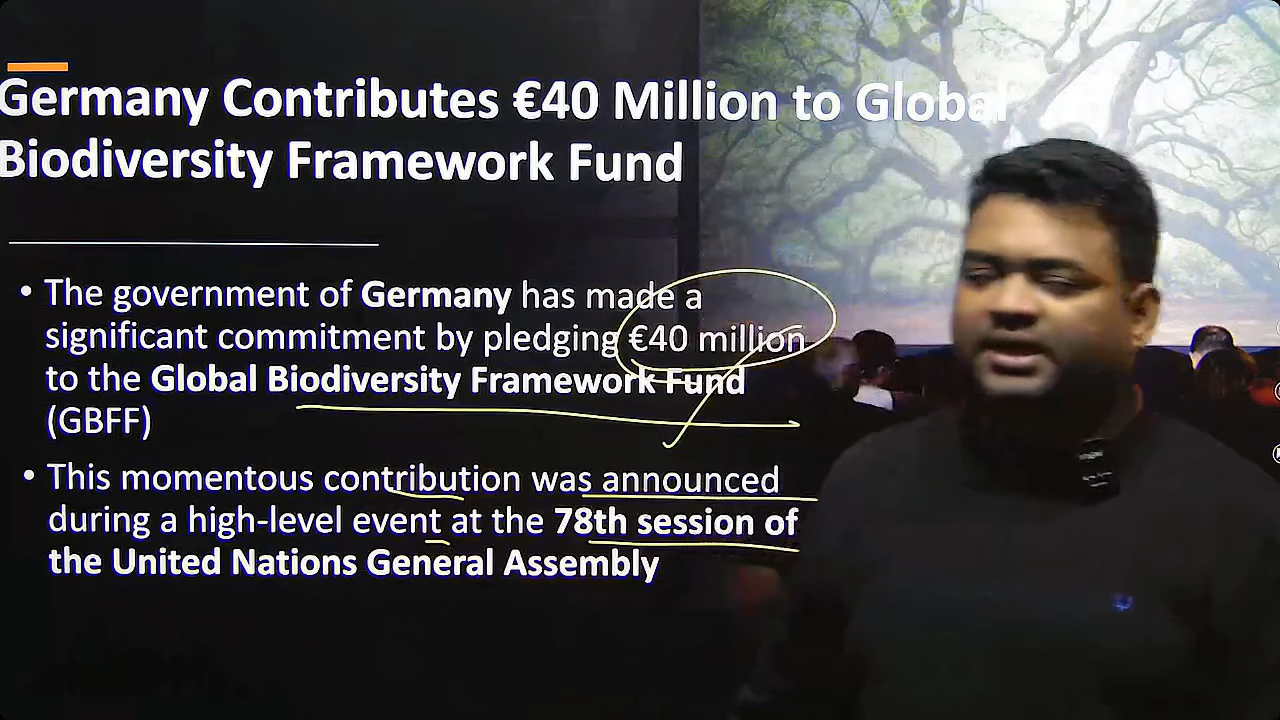 Germany Contributes €40 Million to Global
Biodiversity Framework Fund
• The government of Germany has made a
significant commitment by pledging €40 million
to the Global Biodiversity Framework Fund
(GBFF)
• This momentous contribution was announced
during a high-level event at the 78th session of
the United Nations General Assembly